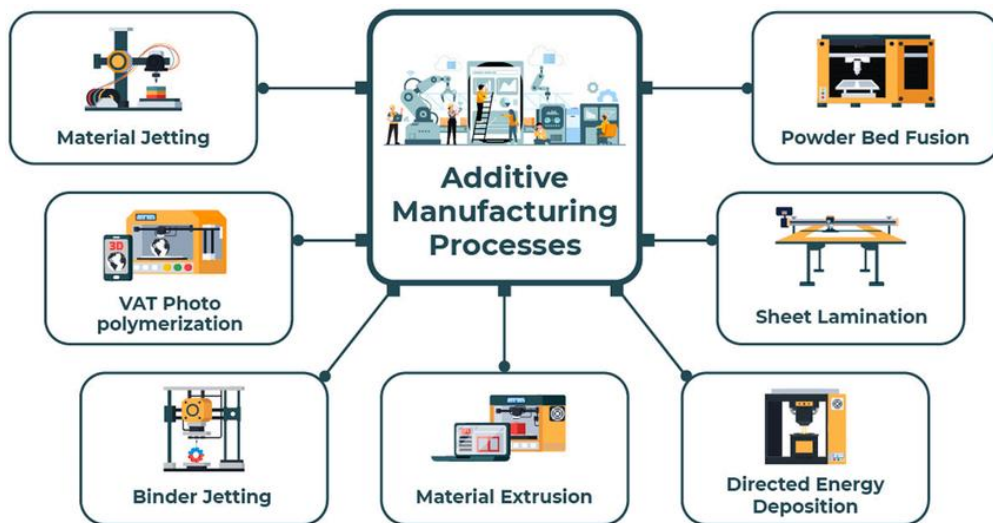 Material Jetting
Additive
Manufacturing
Processes
Powder Bed Fusion
3D
VAT Photo
polymerization
Sheet Lamination
Binder Jetting
Material Extrusion
Directed Energy
Deposition